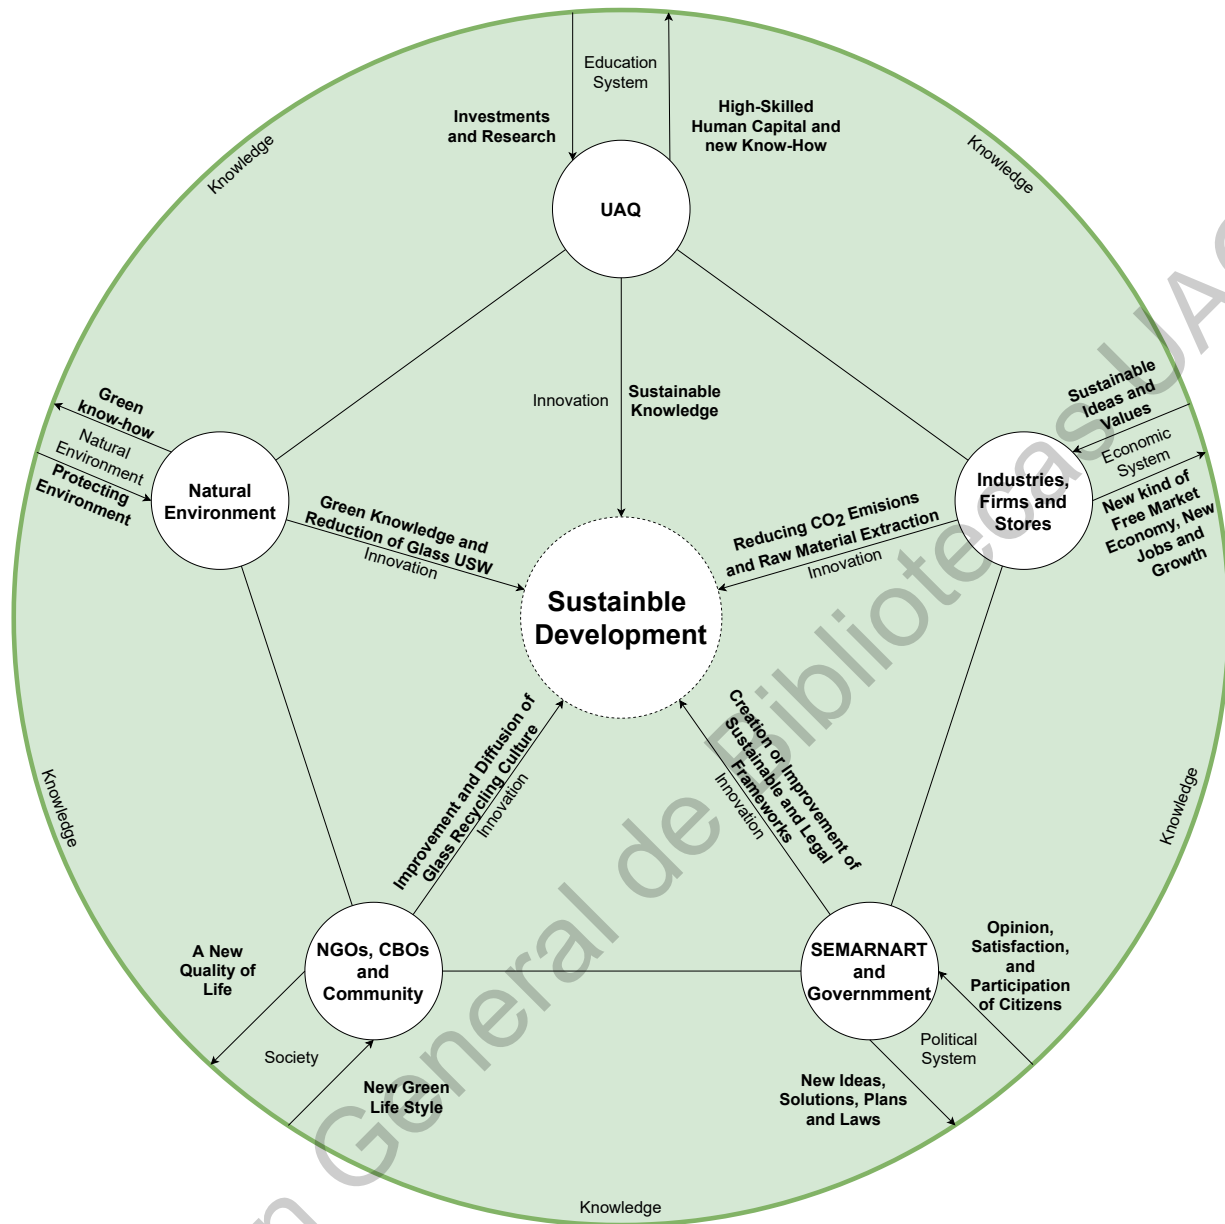 Education
System
Investments
and Research
High-Skilled
Human Capital and
new Know-How
Knowledge
Knowledge
UAQ
Innovation
Sustainable
Knowledge
Green
know-how
Natural
Environment
Protecting
Environment
Natural
Environment
Green Knowledge and
Reduction of Glass USW
Innovation
Sustainable
Ideas and
Values
Economic
System
New kind of
Free Market
Economy, New
Jobs and
Growth
Industries,
Firms and
Stores
Reducing CO2 Emisions
and Raw Material Extraction
Innovation
Sustainble
Development
Improvement and Diffusion of
Glass Recycling Culture
Innovation
Creation or Improvement of
Sustainable and Legal
Frameworks
Innovation
Knowledge
Knowledge
NGOs, CBOs
and
Community
A New
Quality of
Life
Society
New Green
Life Style
SEMARNART
and
Governmment
Opinion,
Satisfaction,
and
Participation
of Citizens
Political
System
New Ideas,
Solutions, Plans
and Laws
Knowledge
General de Bibliotecas